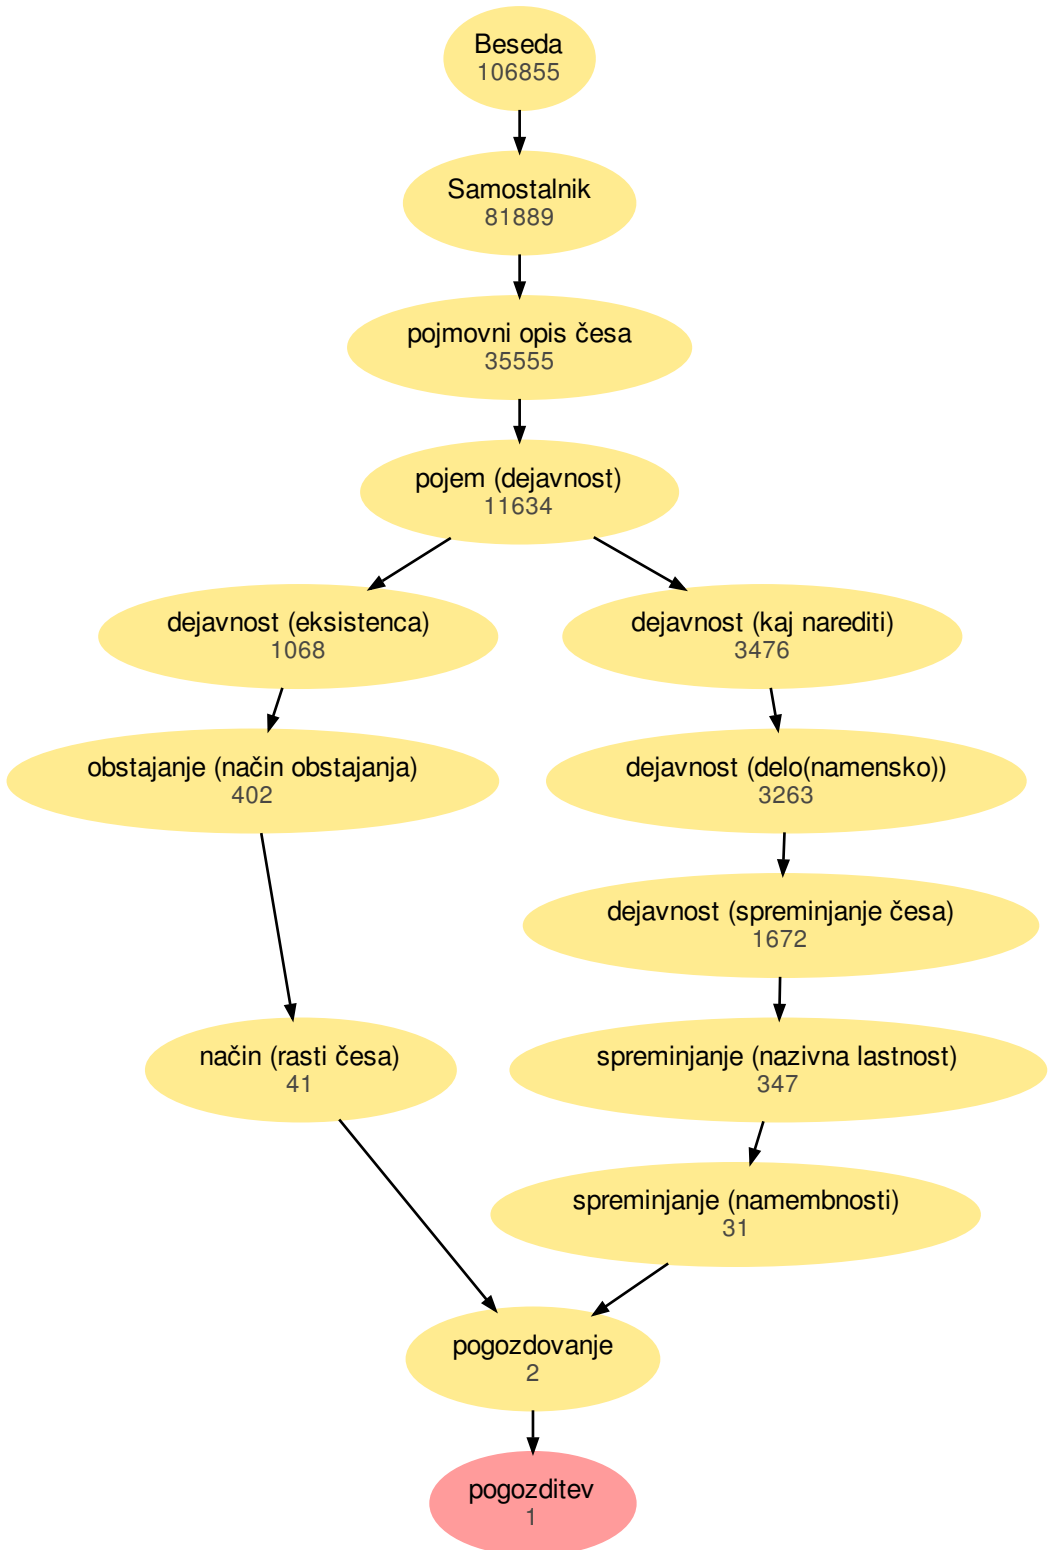 Beseda
106855
Samostalnik
81889
pojmovni opis česa
35555
pojem (dejavnost)
11634
dejavnost (eksistenca)
1068
dejavnost (kaj narediti)
3476
obstajanje (način obstajanja)
402
dejavnost (delo(namensko))
3263
dejavnost (spreminjanje česa)
1672
način (rasti česa)
41
spreminjanje (nazivna lastnost)
347
spreminjanje (namembnosti)
31
pogozdovanje
2
pogozditev
1